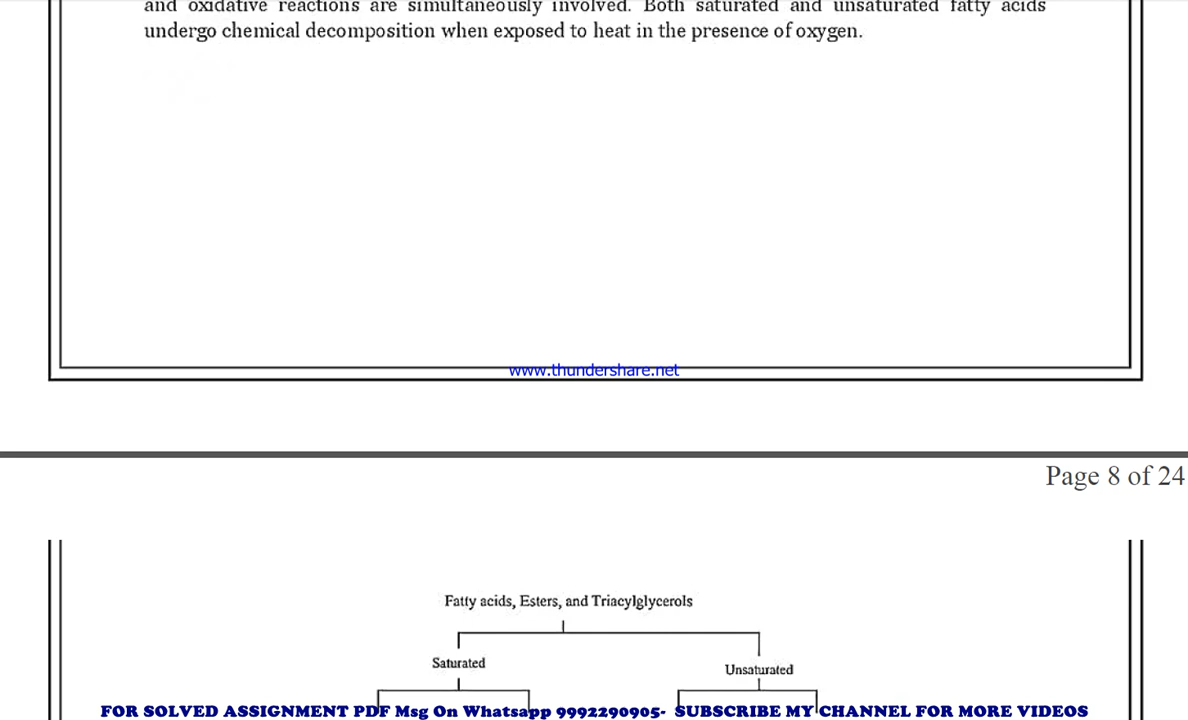 and oxidative reactions are simultaneously involved. Both saturated and unsaturated fatty acids
undergo chemical decomposition when exposed to heat in the presence of oxygen.
www.thundershare.net
Page 8 of 24
Fatty acids, Esters, and Triacylglycerols
Saturated
Unsaturated
FOR SOLVED ASSIGNMENT PDF Msg On Whatsapp 9992290905- SUBSCRIBE MY CHANNEL FOR MORE VIDEOS